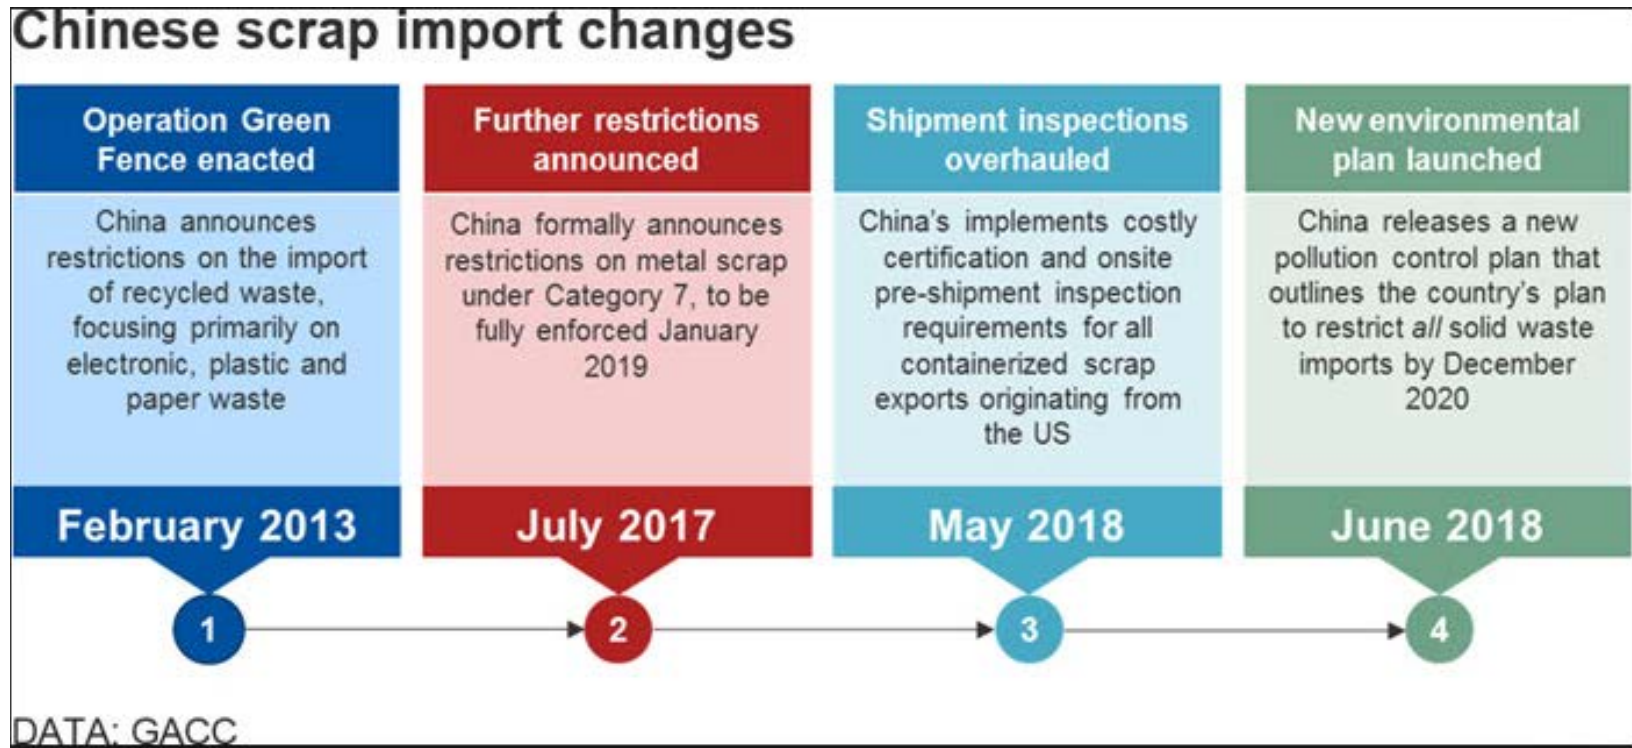 Chinese scrap import changes
Operation Green
Fence enacted
China announces
restrictions on the import
of recycled waste,
focusing primarily on
electronic, plastic and
paper waste
February 2013
1
Further restrictions
announced
China formally announces
restrictions on metal scrap
under Category 7, to be
fully enforced January
2019
July 2017
2
Shipment inspections
overhauled
China's implements costly
certification and onsite
pre-shipment inspection
requirements for all
containerized scrap
exports originating from
the US
May 2018
3
New environmental
plan launched
China releases a new
pollution control plan that
outlines the country's plan
to restrict all solid waste
imports by December
2020
June 2018
4
DATA: GACC